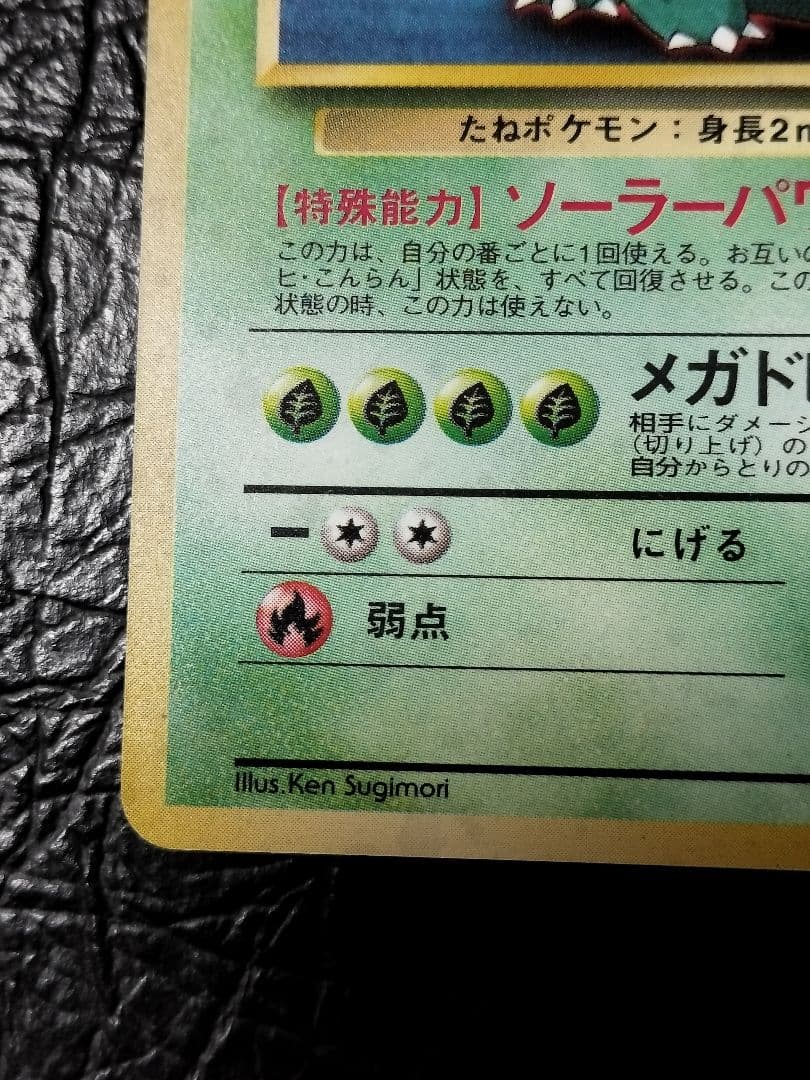 たねポケモン：身長2m
【特殊能力】ソーラーパワ
この力は、自分の番ごとに1回使える。お互いの
ヒ・こんらん」状態を、すべて回復させる。この
状態の時、この力は使えない。
メガド
相手にダメージ
（切り上げ）の
自分からとりの
ー
にげる
弱点
Illus.Ken Sugimori